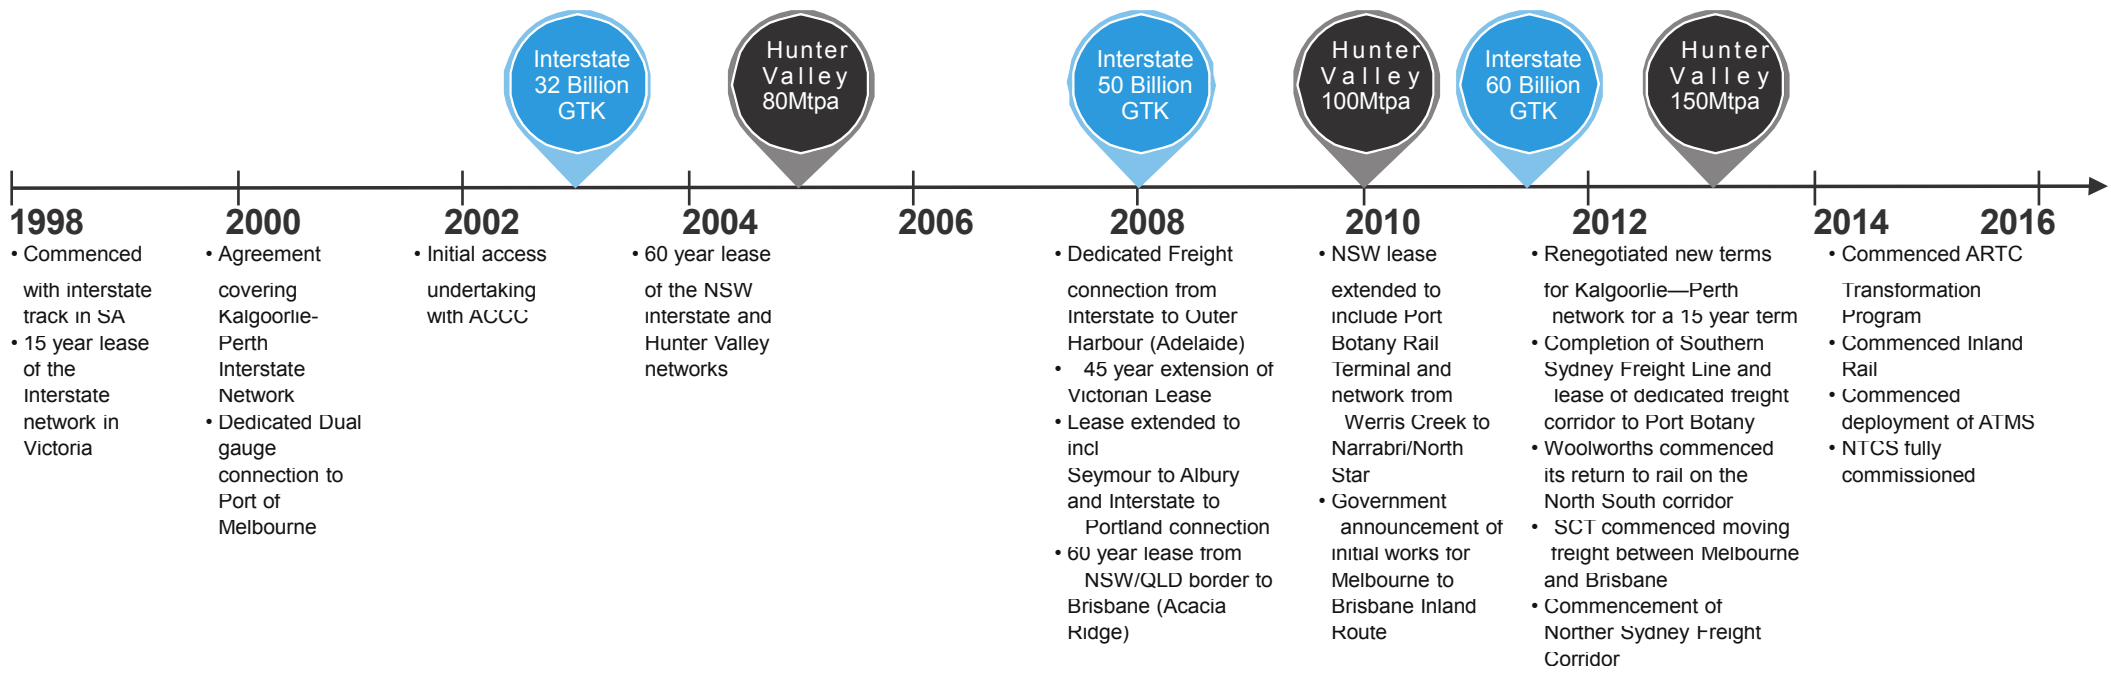 Interstate
32 Billion
GTK
Hunter
Valley
80Mtpa
Interstate
50 Billion
GTK
Hunter
Valley
100Mtpa
Interstate
60 Billion
GTK
Hunter
Valley
150Mtpa
1998
• Commenced
with interstate
track in SA
• 15 year lease
of the
Interstate
network in
Victoria
2000
• Agreement
covering
Kalgoorlie-
Perth
Interstate
Network
• Dedicated Dual
gauge
connection to
Port of
Melbourne
2002
• Initial access
undertaking
with ACCC
2004
• 60 year lease
of the NSW
interstate and
Hunter Valley
networks
2006
2008
• Dedicated Freight
connection from
Interstate to Outer
Harbour (Adelaide)
• 45 year extension of
Victorian Lease
• Lease extended to
incl
Seymour to Albury
and Interstate to
Portland connection
• 60 year lease from
NSW/QLD border to
Brisbane (Acacia
Ridge)
2010
• NSW lease
extended to
include Port
Botany Rail
Terminal and
network from
Werris Creek to
Narrabri/North
Star
• Government
announcement of
initial works for
Melbourne to
Brisbane Inland
Route
2012
• Renegotiated new terms
for Kalgoorlie—Perth
network for a 15 year term
• Completion of Southern
Sydney Freight Line and
lease of dedicated freight
corridor to Port Botany
• Woolworths commenced
its return to rail on the
North South corridor
• SCT commenced moving
freight between Melbourne
and Brisbane
• Commencement of
Norther Sydney Freight
Corridor
2014
• Commenced ARTC
Transformation
Program
• Commenced Inland
Rail
• Commenced
deployment of ATMS
• NTCS fully
commissioned
2016